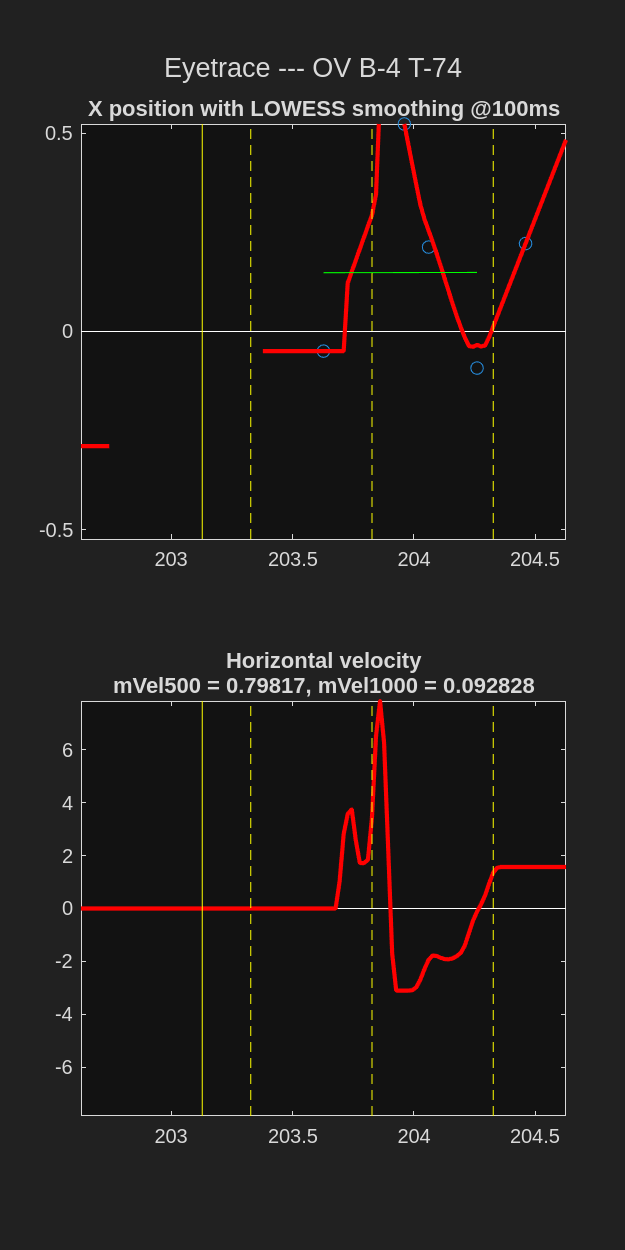 Eyetrace --- OV B-4 T-74
X position with LOWESS smoothing @100ms
0.5
0
-0.5
203 203.5 204 204.5
Horizontal velocity
mVel500 = 0.79817, mVel1000 = 0.092828
6
4
2
0
-2
-4
-6
203 203.5 204 204.5